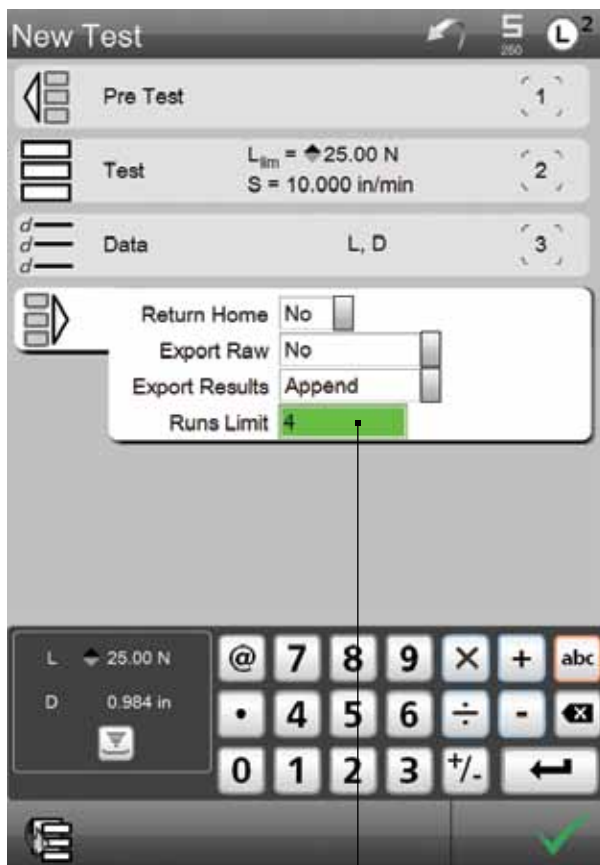 New Test
S
250
L 2
Pre Test 1
Test
L lim = 25.00 N
S = 10.000 in/min
2
d
d
d
Data L, D 3
Return Home No
Export Raw No
Export Results Append
Runs Limit 4
L 25.00 N
D 0.984 in
@ 7 8 9 × + abc
• 4 5 6 ÷ -
0 1 2 3 +/-